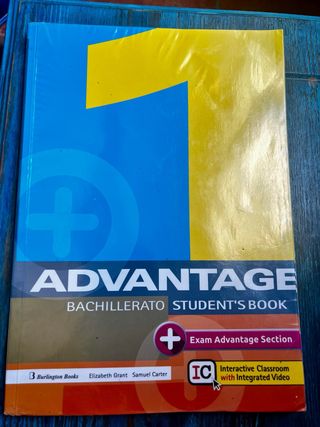 1
ADVANTAGE
BACHILLERATO STUDENT'S BOOK
+ Exam Advantage Section
Burlington Books Elizabeth Grant Samuel Carter
IC Interactive Classroom
with Integrated Video